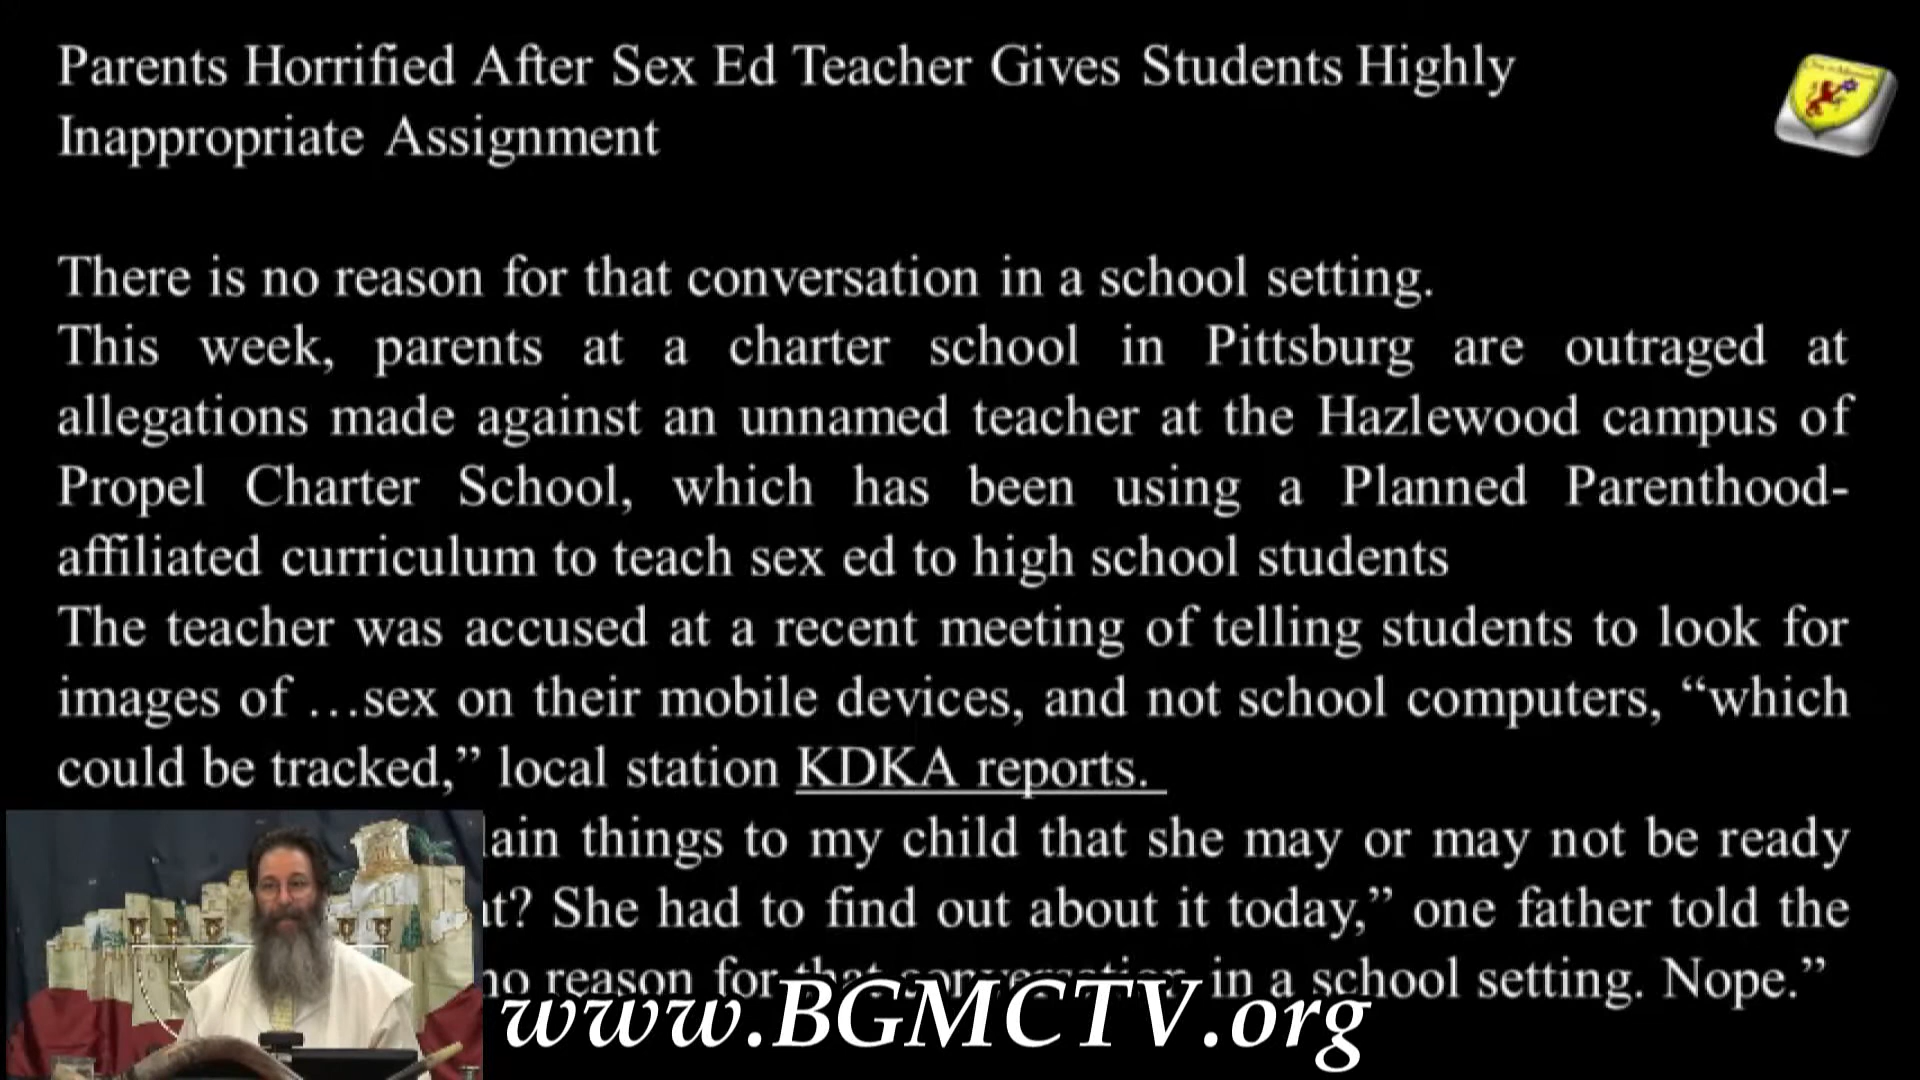 Parents Horrified After Sex Ed Teacher Gives Students Highly
Inappropriate Assignment
There is no reason for that conversation in a school setting.
This week, parents at a charter school in Pittsburg are outraged at
allegations made against an unnamed teacher at the Hazlewood campus of
Propel Charter School, which has been using a Planned Parenthood-
affiliated curriculum to teach sex ed to high school students
The teacher was accused at a recent meeting of telling students to look for
images of …sex on their mobile devices, and not school computers, “which
could be tracked,” local station KDKA reports.
things to my child that she may or may not be ready
She had to find out about it today,” one father told the
no reason for that conversation in a school setting. Nope.”
www.BGMCTV.org